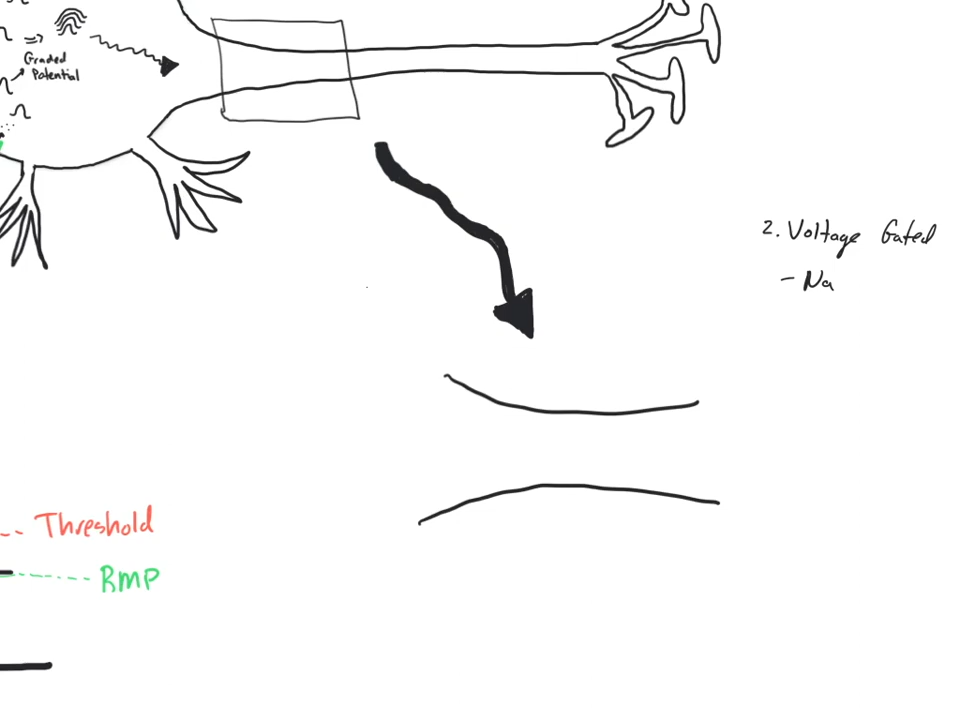 Graded
Potential
2. Voltage Gated
- Na
Threshold
RMP